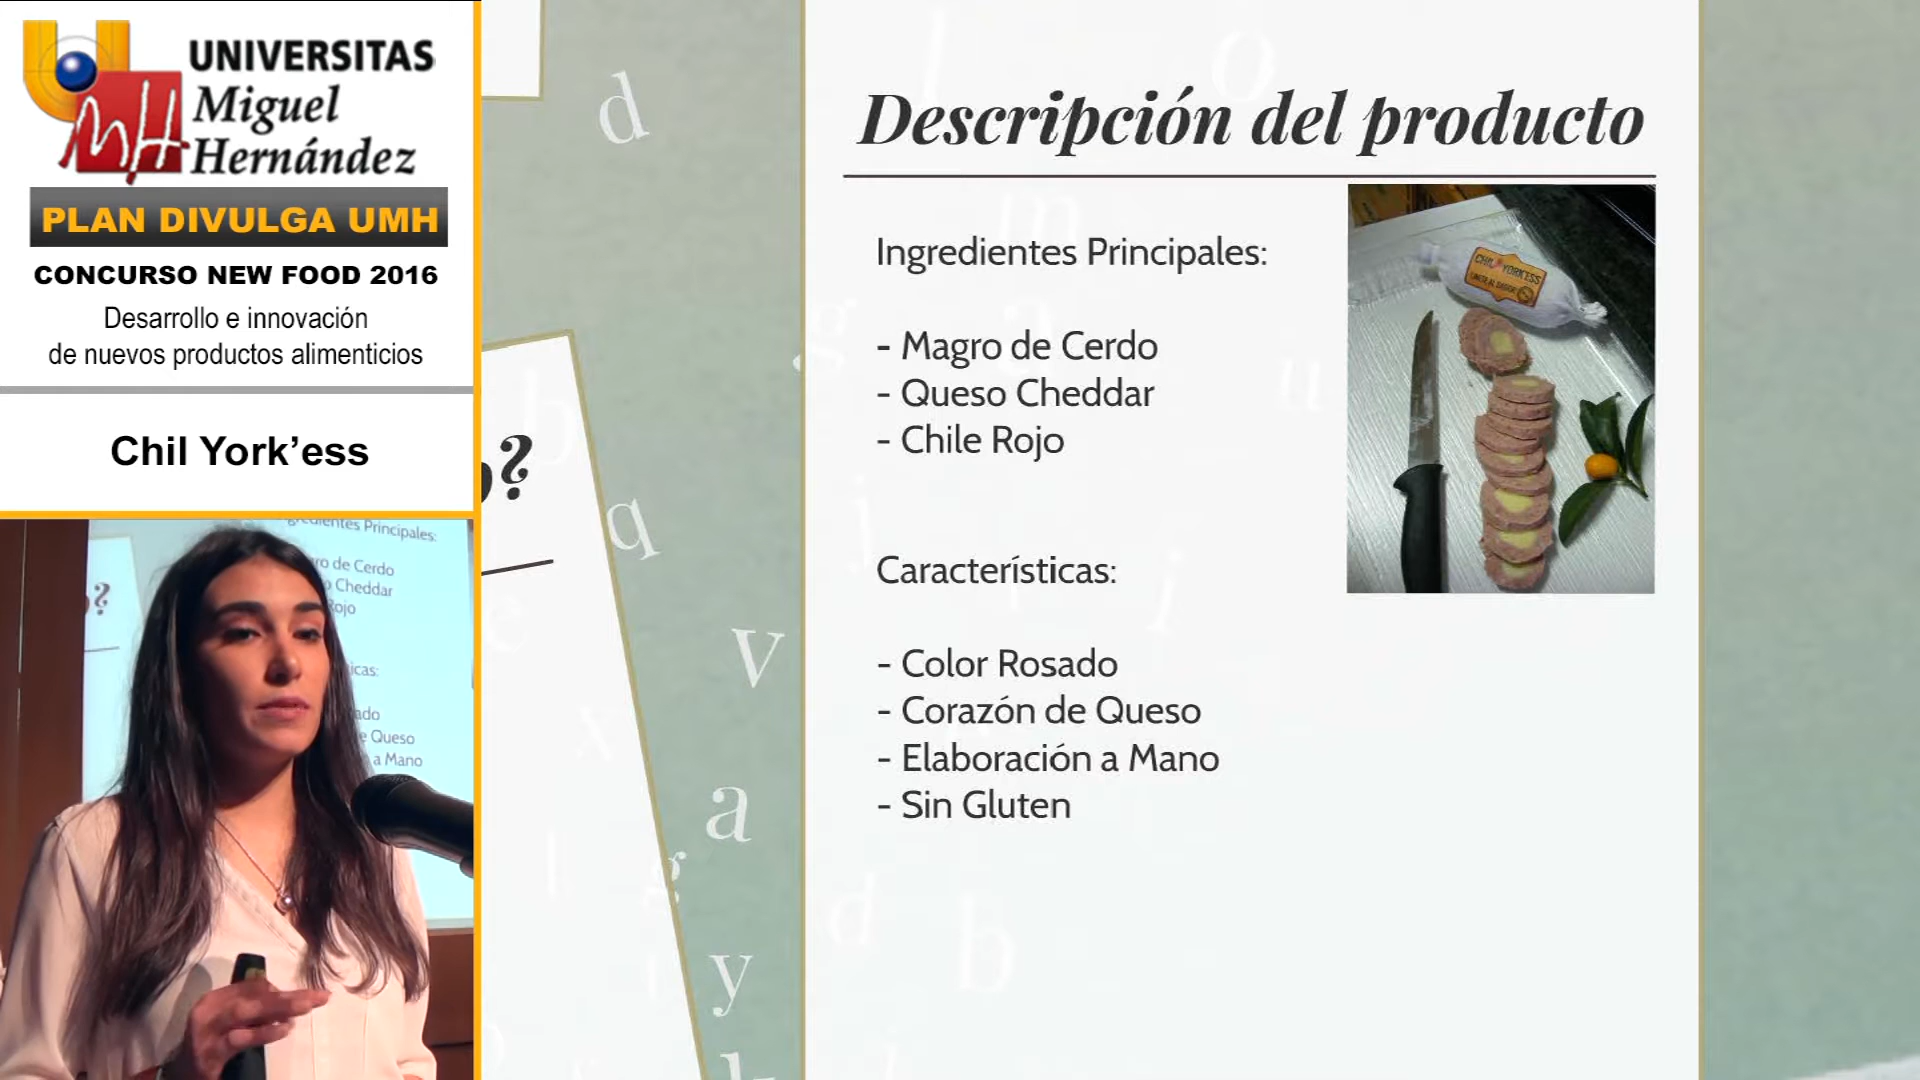 UNIVERSITAS
Miguel
Hernández
PLAN DIVULGA UMH
CONCURSO NEW FOOD 2016
Desarrollo e innovación
de nuevos productos alimenticios
Chil York’ess
Descripción del producto
Ingredientes Principales:
- Magro de Cerdo
- Queso Cheddar
- Chile Rojo
Características:
- Color Rosado
- Corazón de Queso
- Elaboración a Mano
- Sin Gluten